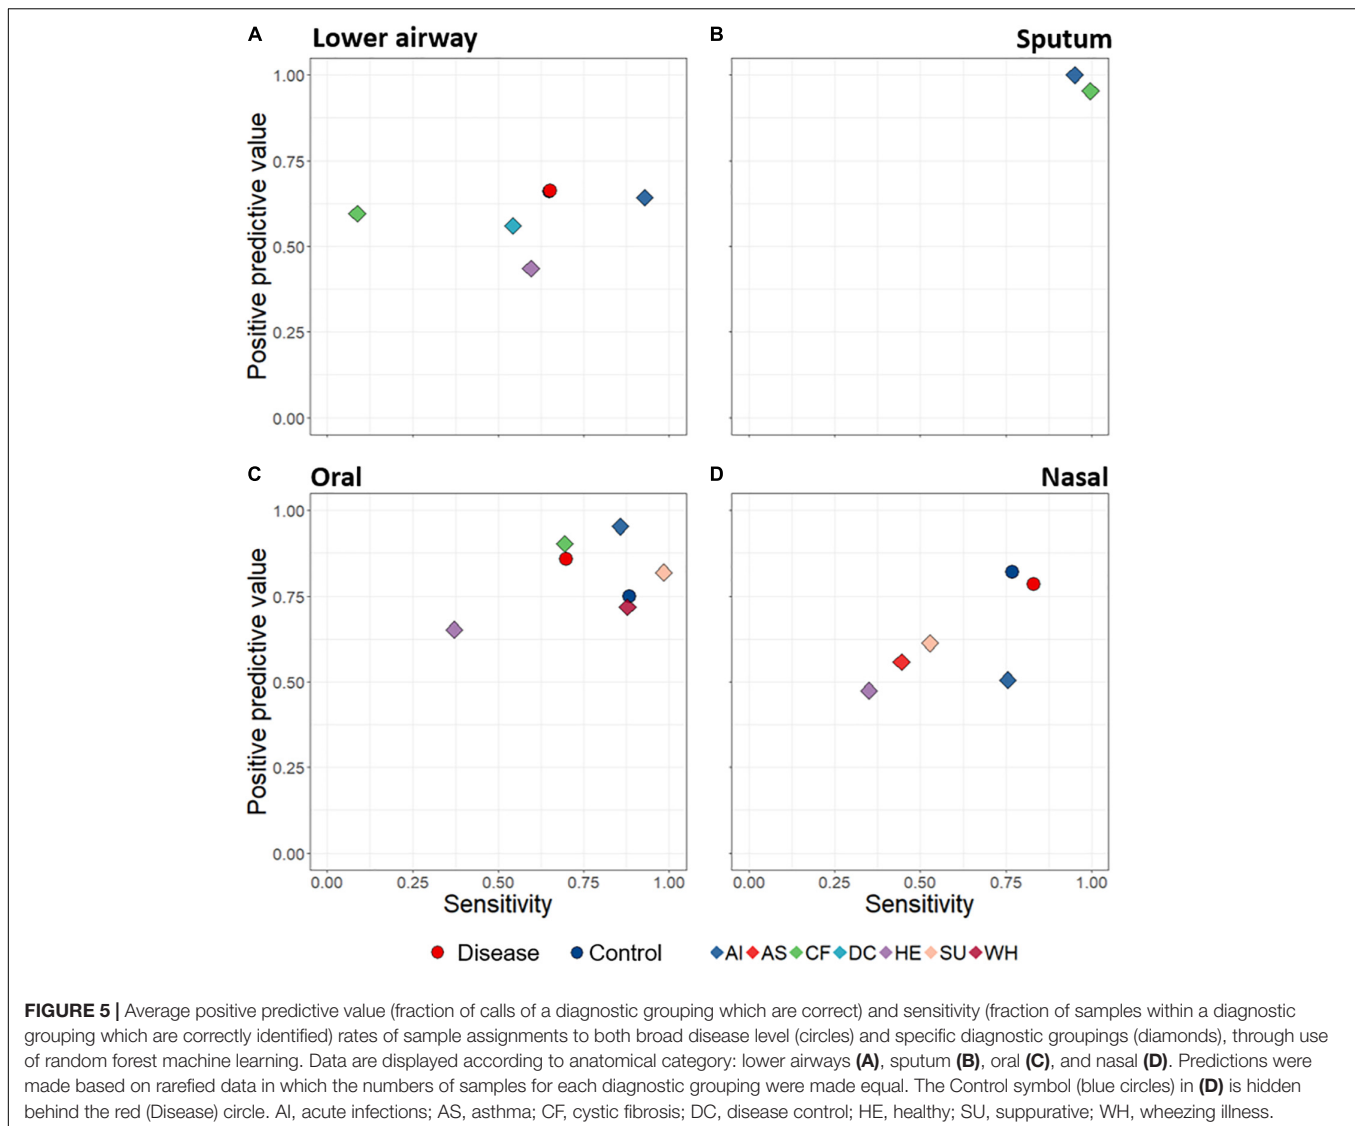 A Lower airway
B Sputum
1.00
0.75
0.50
0.25
0.00
Positive predictive value
C Oral
D Nasal
1.00
0.75
0.50
0.25
0.00
Positive predictive value
0.00 0.25 0.50 0.75 1.00
0.00 0.25 0.50 0.75 1.00
Sensitivity
Sensitivity
Disease Control AI AS CF DC HE SU WH
FIGURE 5 | Average positive predictive value (fraction of calls of a diagnostic grouping which are correct) and sensitivity (fraction of samples within a diagnostic
grouping which are correctly identified) rates of sample assignments to both broad disease level (circles) and specific diagnostic groupings (diamonds), through use
of random forest machine learning. Data are displayed according to anatomical category: lower airways (A), sputum (B), oral (C), and nasal (D). Predictions were
made based on rarefied data in which the numbers of samples for each diagnostic grouping were made equal. The Control symbol (blue circles) in (D) is hidden
behind the red (Disease) circle. AI, acute infections; AS, asthma; CF, cystic fibrosis; DC, disease control; HE, healthy; SU, suppurative; WH, wheezing illness.